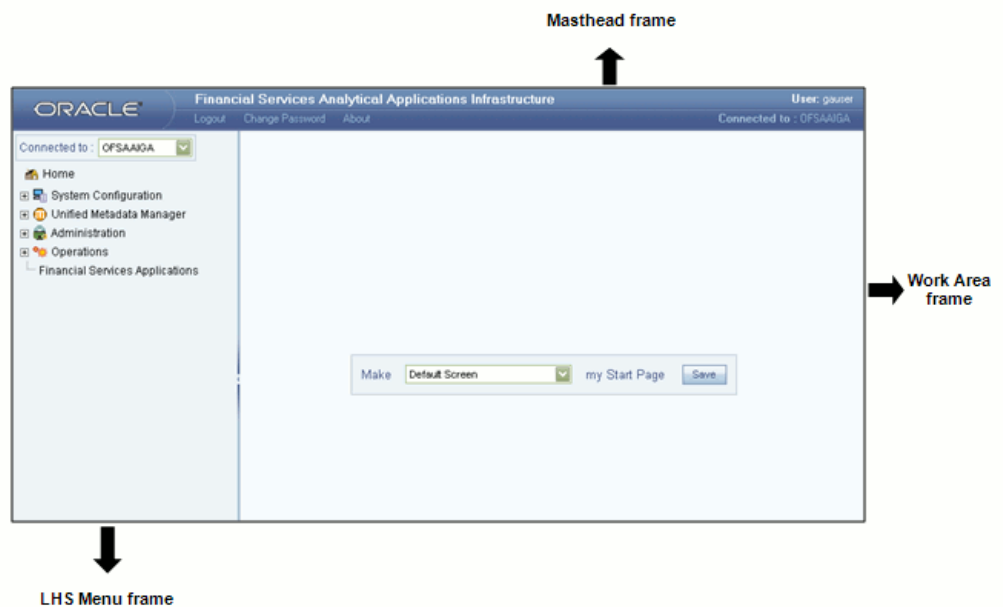 Masthead frame
ORACLE
Financial Services Analytical Applications Infrastructure
User: gauser
Logout Change Password About
Connected to : OFSAAIGA
Connected to : OFSAAIGA
Home
System Configuration
Unified Metadata Manager
Administration
Operations
Financial Services Applications
Work Area
frame
Make Default Screen my Start Page Save
LHS Menu frame